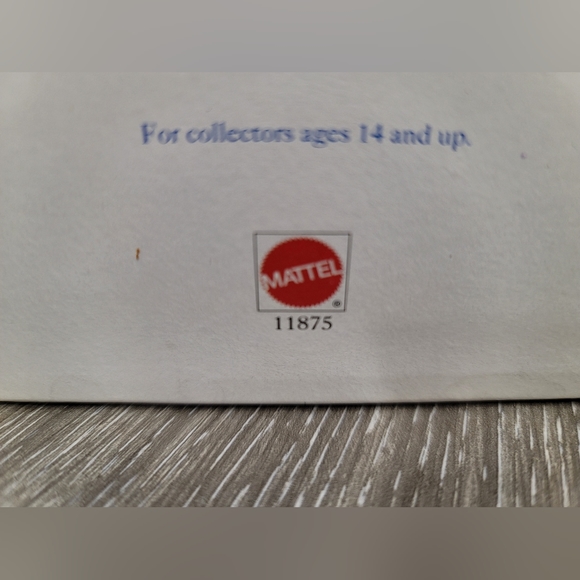 For collectors ages 14 and up.
MATTEL
®
11875